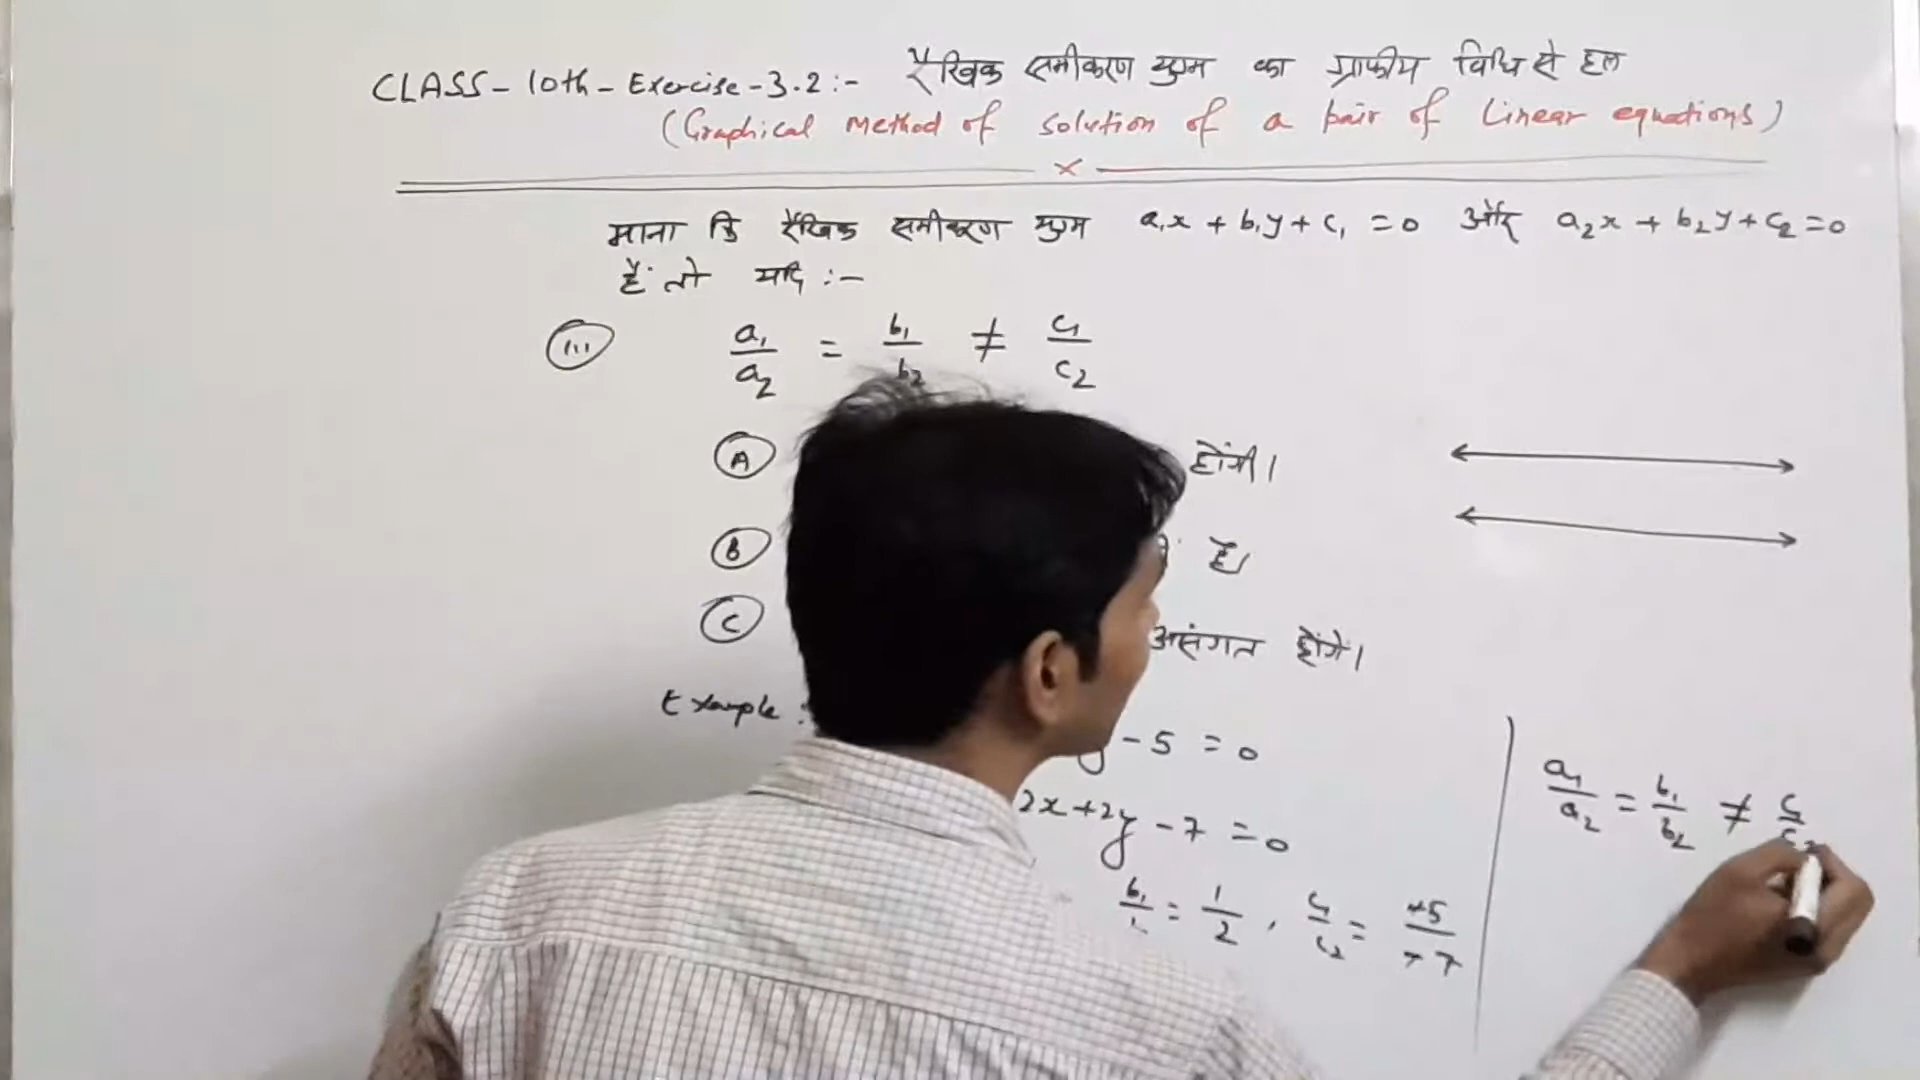 CLASS - 10th - Exercise - 3.2 :- रैखिक समीकरण युग्म का ग्राफीय विधि से हल
(Graphical method of solution of a pair of Linear equations)
x
माना कि रैखिक समीकरण युग्म a₁x + b₁y + c₁ = 0 और a₂x + b₂y + c₂ = 0
हैं तो यदि :-
(iii) a₁/a₂ = b₁/b₂ ≠ c₁/c₂
(A) होंगी।
(B) है।
(C) असंगत होंगे।
Example :
y - 5 = 0
2x + 2y - 7 = 0
b₁/ = 1/2 , c₁/c₂ = +5/+7
a₁/a₂ = b₁/b₂ ≠ c₁/c₂